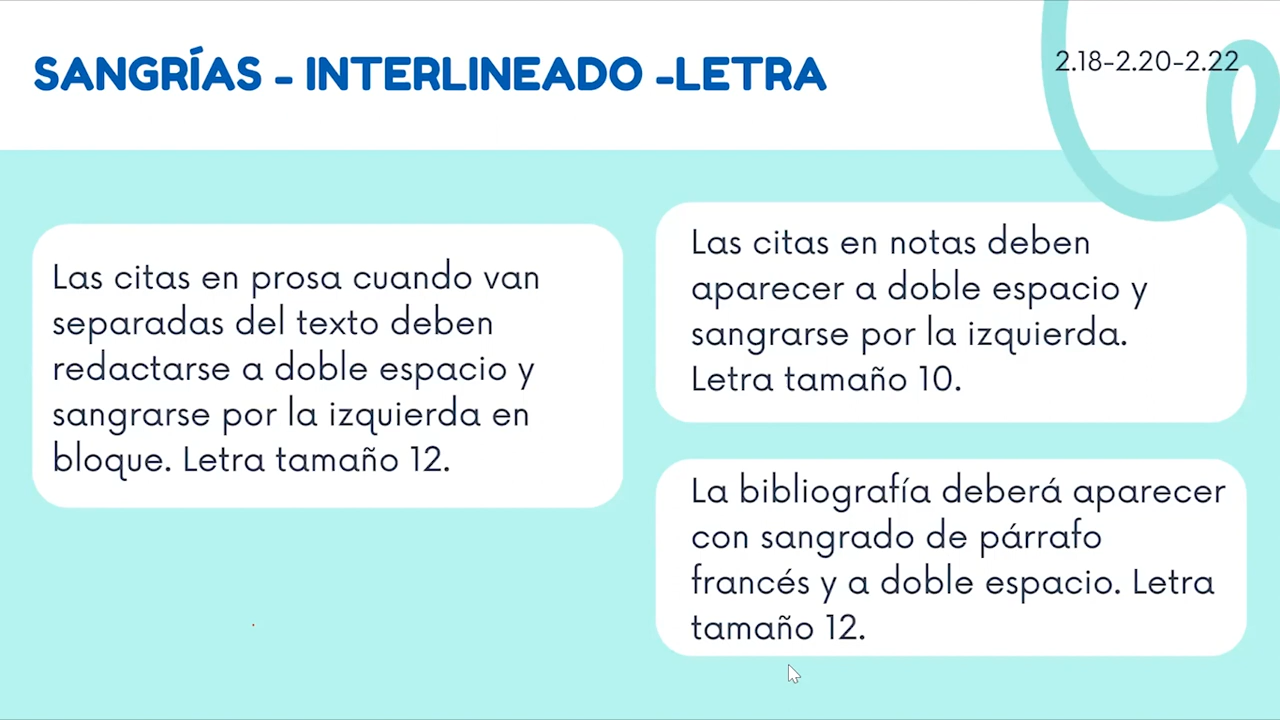 SANGRÍAS - INTERLINEADO -LETRA
2.18-2.20-2.22
Las citas en prosa cuando van
separadas del texto deben
redactarse a doble espacio y
sangrarse por la izquierda en
bloque. Letra tamaño 12.
Las citas en notas deben
aparecer a doble espacio y
sangrarse por la izquierda.
Letra tamaño 10.
La bibliografía deberá aparecer
con sangrado de párrafo
francés y a doble espacio. Letra
tamaño 12.